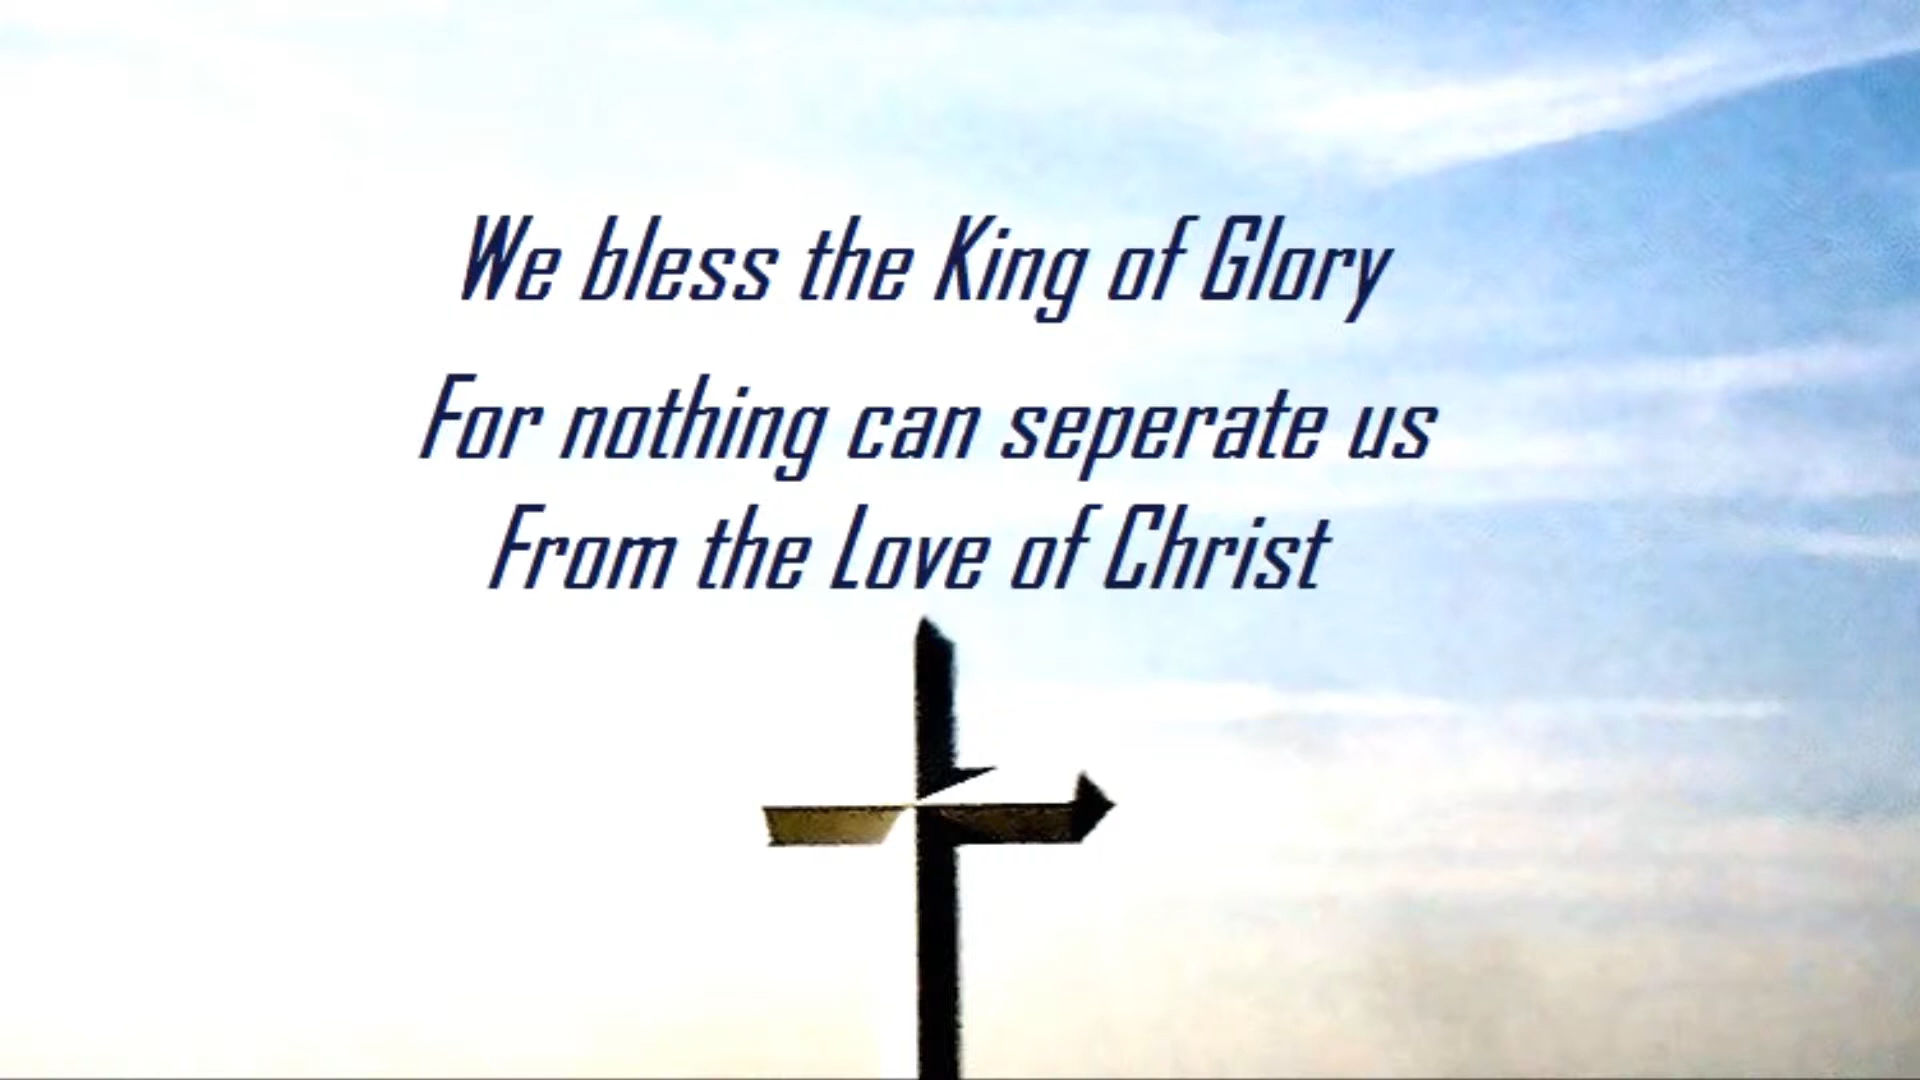 We bless the King of Glory
For nothing can seperate us
From the Love of Christ